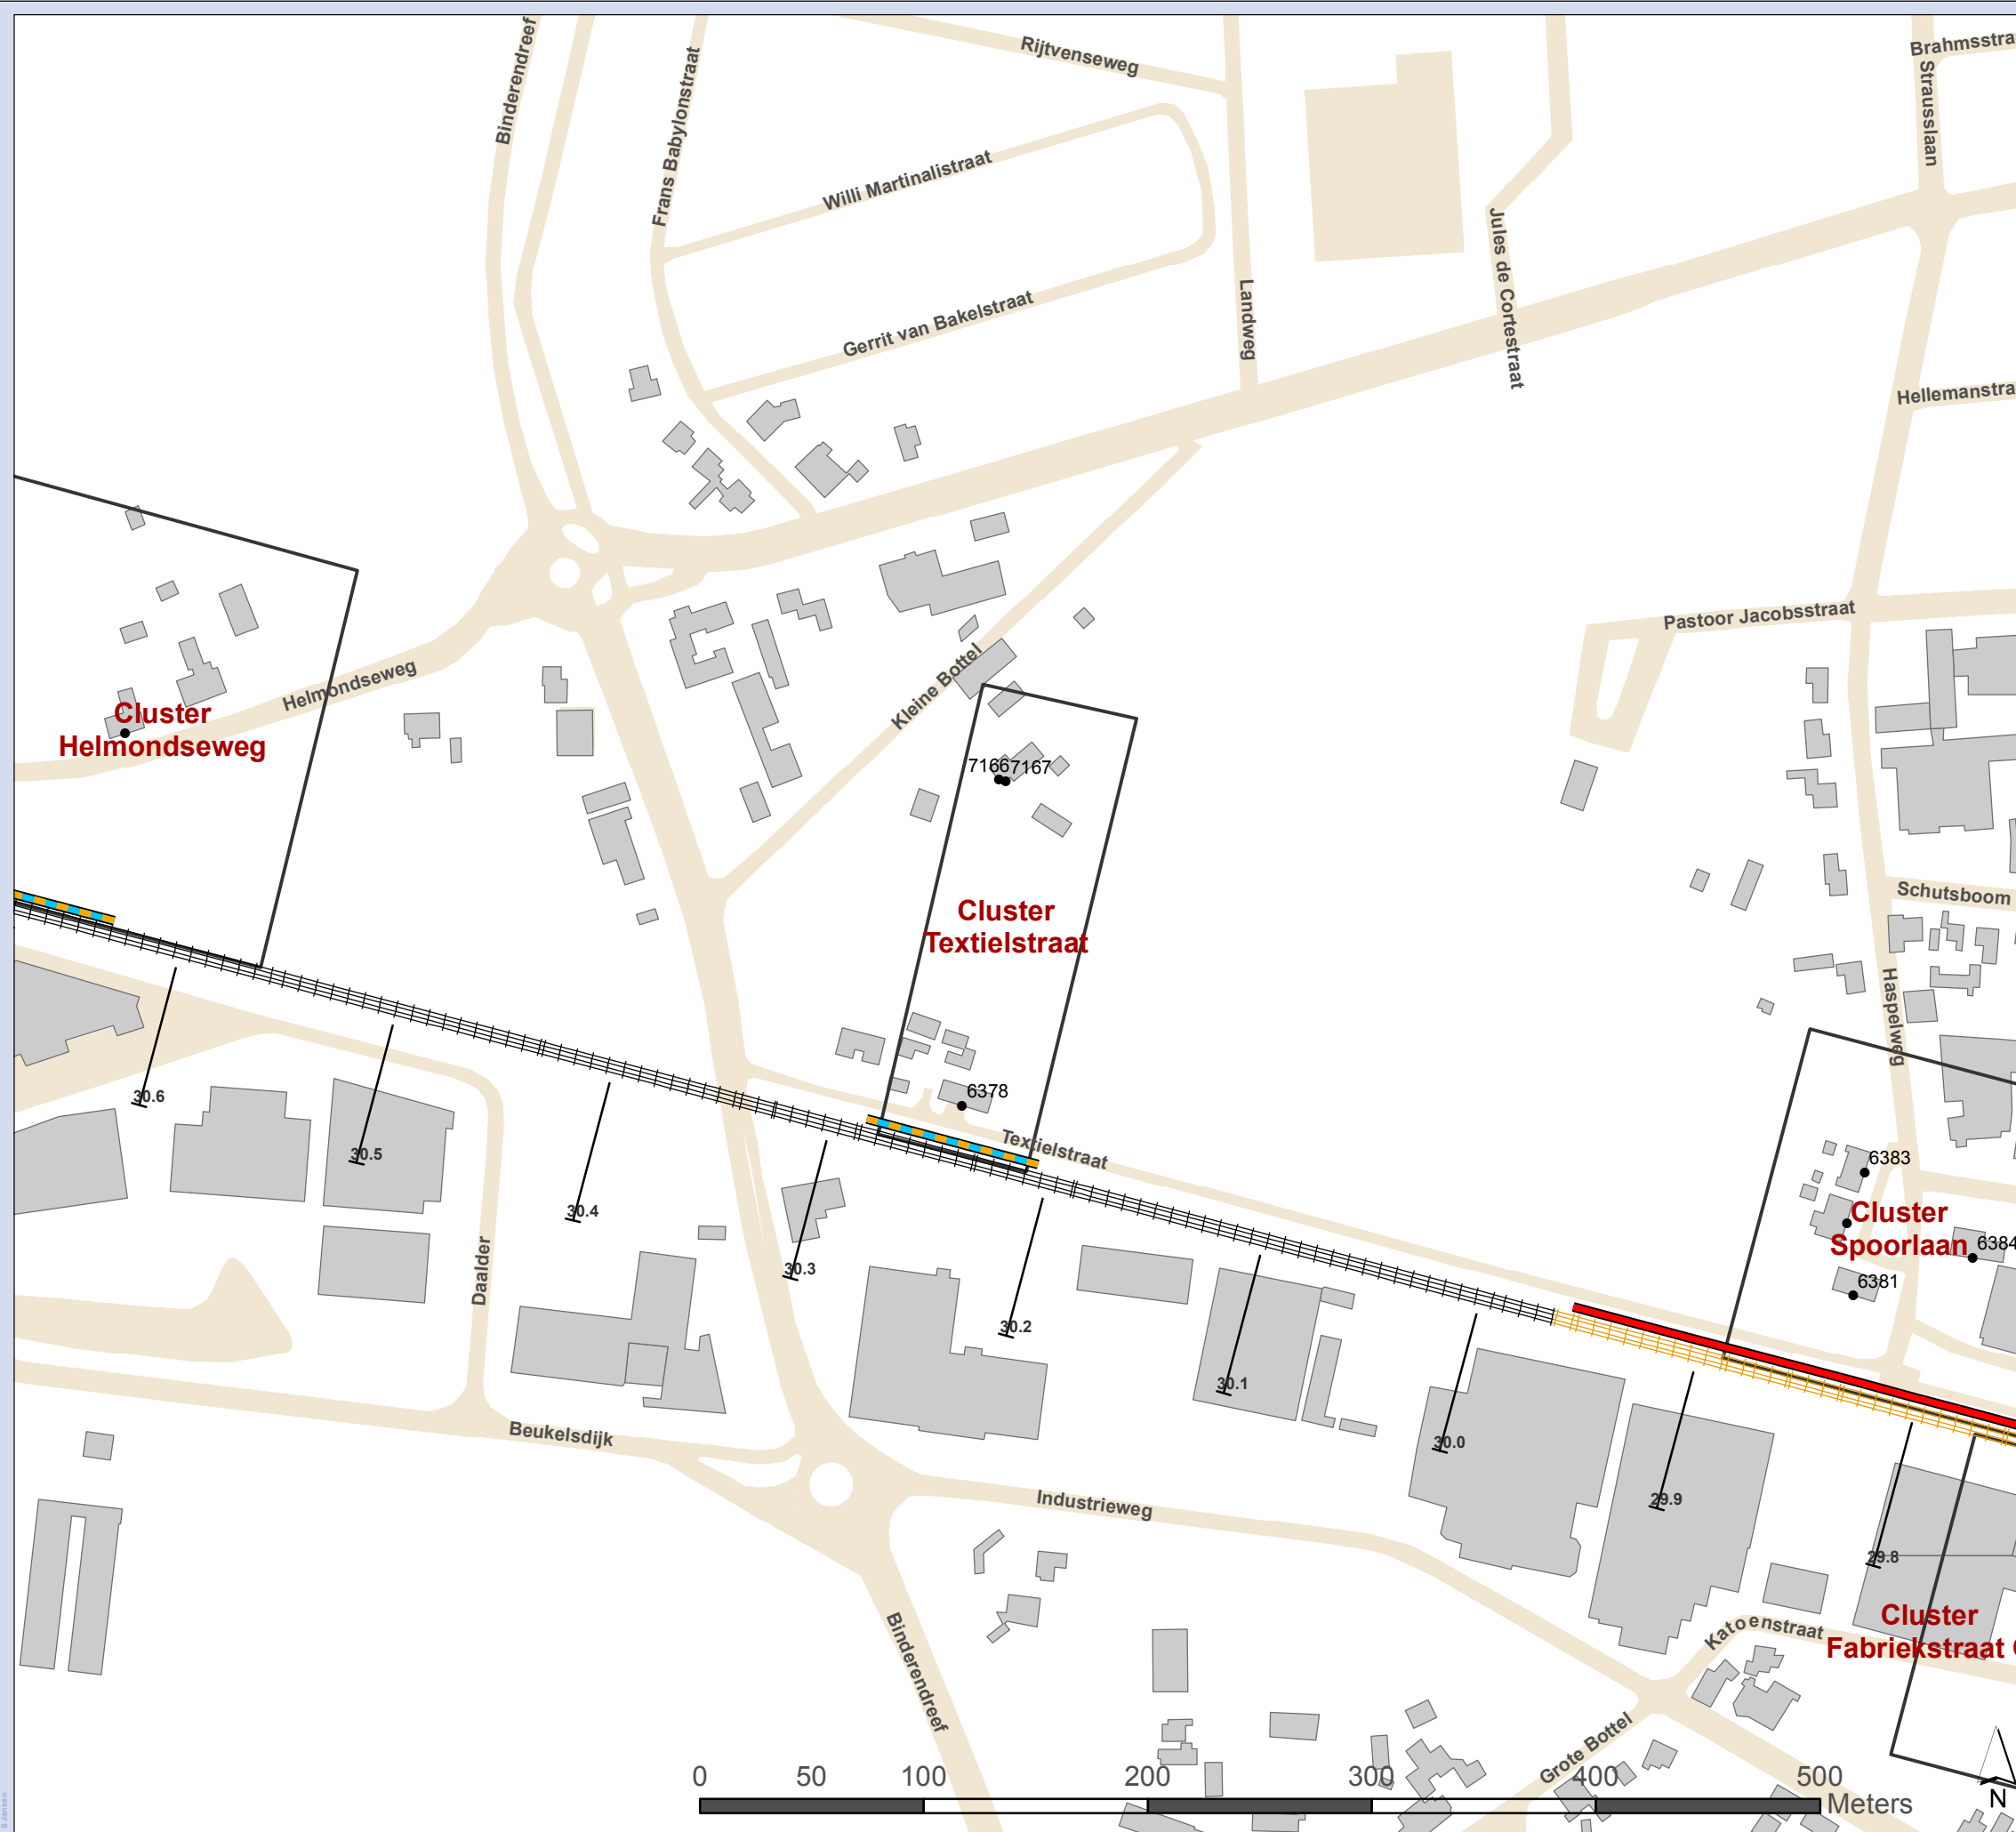 Binderendreef
Frans Babylonstraat
Rijtvenseweg
Brahmsstra
Strausslaan
Willi Martinalistraat
Jules de Cortestraat
Landweg
Gerrit van Bakelstraat
Hellemanstra
Pastoor Jacobsstraat
Helmondseweg
Kleine Bottel
Cluster
Helmondseweg
7166
7167
Cluster
Textielstraat
Schutsboom
Haspelweg
6378
Textielstraat
30.6
30.5
30.4
30.3
30.2
30.1
30.0
29.9
29.8
6383
Cluster
Spoorlaan
6384
6381
Daalder
Beukelsdijk
Industrieweg
Binderendreef
Katoenstraat
Cluster
Fabriekstraat
Grote Bottel
0 50 100 200 300 400 500
Meters
N
S Jansen